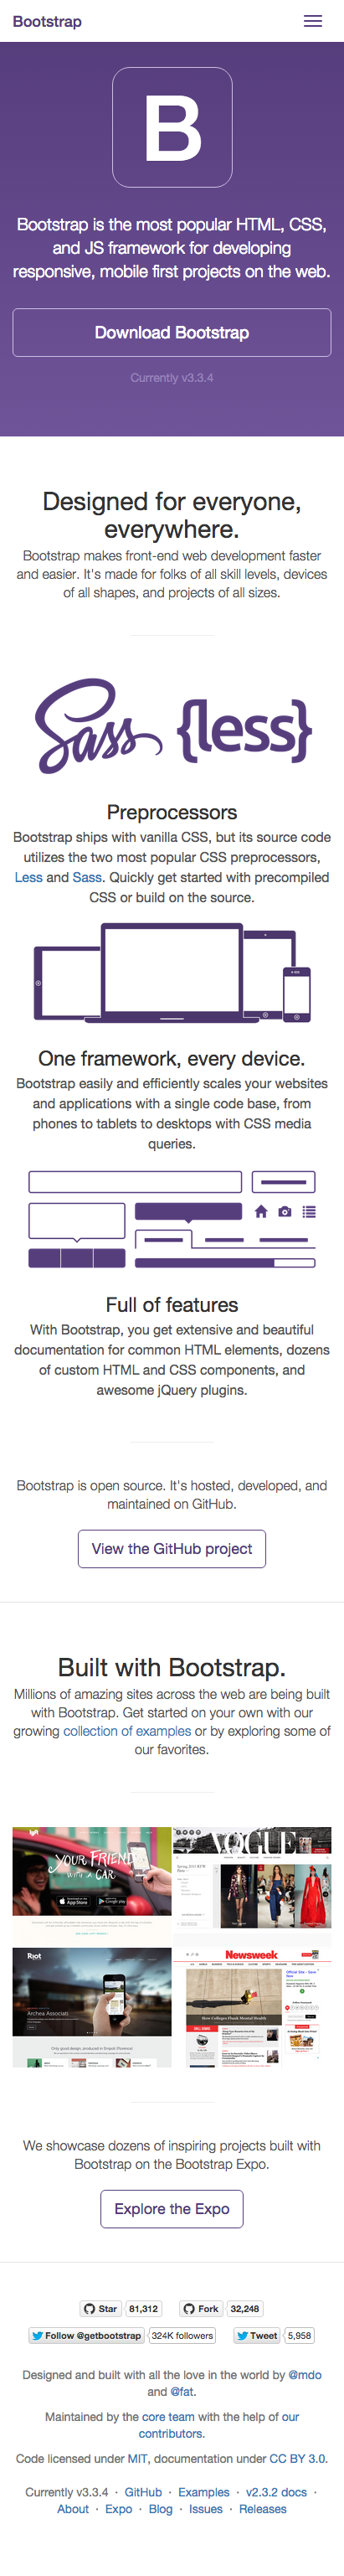 Bootstrap
B
Bootstrap is the most popular HTML, CSS,
and JS framework for developing
responsive, mobile first projects on the web.
Download Bootstrap
Currently v3.3.4
Designed for everyone,
everywhere.
Bootstrap makes front-end web development faster
and easier. It's made for folks of all skill levels, devices
of all shapes, and projects of all sizes.
Sass {less}
Preprocessors
Bootstrap ships with vanilla CSS, but its source code
utilizes the two most popular CSS preprocessors,
Less and Sass. Quickly get started with precompiled
CSS or build on the source.
One framework, every device.
Bootstrap easily and efficiently scales your websites
and applications with a single code base, from
phones to tablets to desktops with CSS media
queries.
Full of features
With Bootstrap, you get extensive and beautiful
documentation for common HTML elements, dozens
of custom HTML and CSS components, and
awesome jQuery plugins.
Bootstrap is open source. It's hosted, developed, and
maintained on GitHub.
View the GitHub project
Built with Bootstrap.
Millions of amazing sites across the web are being built
with Bootstrap. Get started on your own with our
growing collection of examples or by exploring some of
our favorites.
lyft
YOUR FRIEND
WITH A CAR
App Store
Google play
VOGUE
Riot
Archea Associati
Newsweek
How Colleges Flunk Mental Health
We showcase dozens of inspiring projects built with
Bootstrap on the Bootstrap Expo.
Explore the Expo
Star 81,312 Fork 32,248
Follow @getbootstrap 324K followers Tweet 5,958
Designed and built with all the love in the world by @mdo
and @fat.
Maintained by the core team with the help of our
contributors.
Code licensed under MIT, documentation under CC BY 3.0.
Currently v3.3.4 · GitHub · Examples · v2.3.2 docs ·
About · Expo · Blog · Issues · Releases